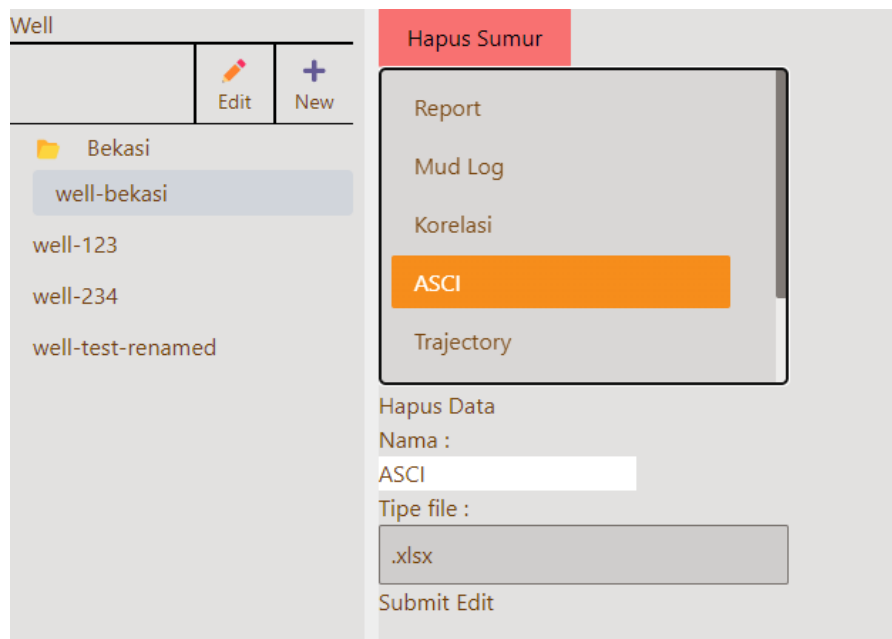 Well
Edit
New
Bekasi
well-bekasi
well-123
well-234
well-test-renamed
Hapus Sumur
Report
Mud Log
Korelasi
ASCI
Trajectory
Hapus Data
Nama :
ASCI
Tipe file :
.xlsx
Submit Edit